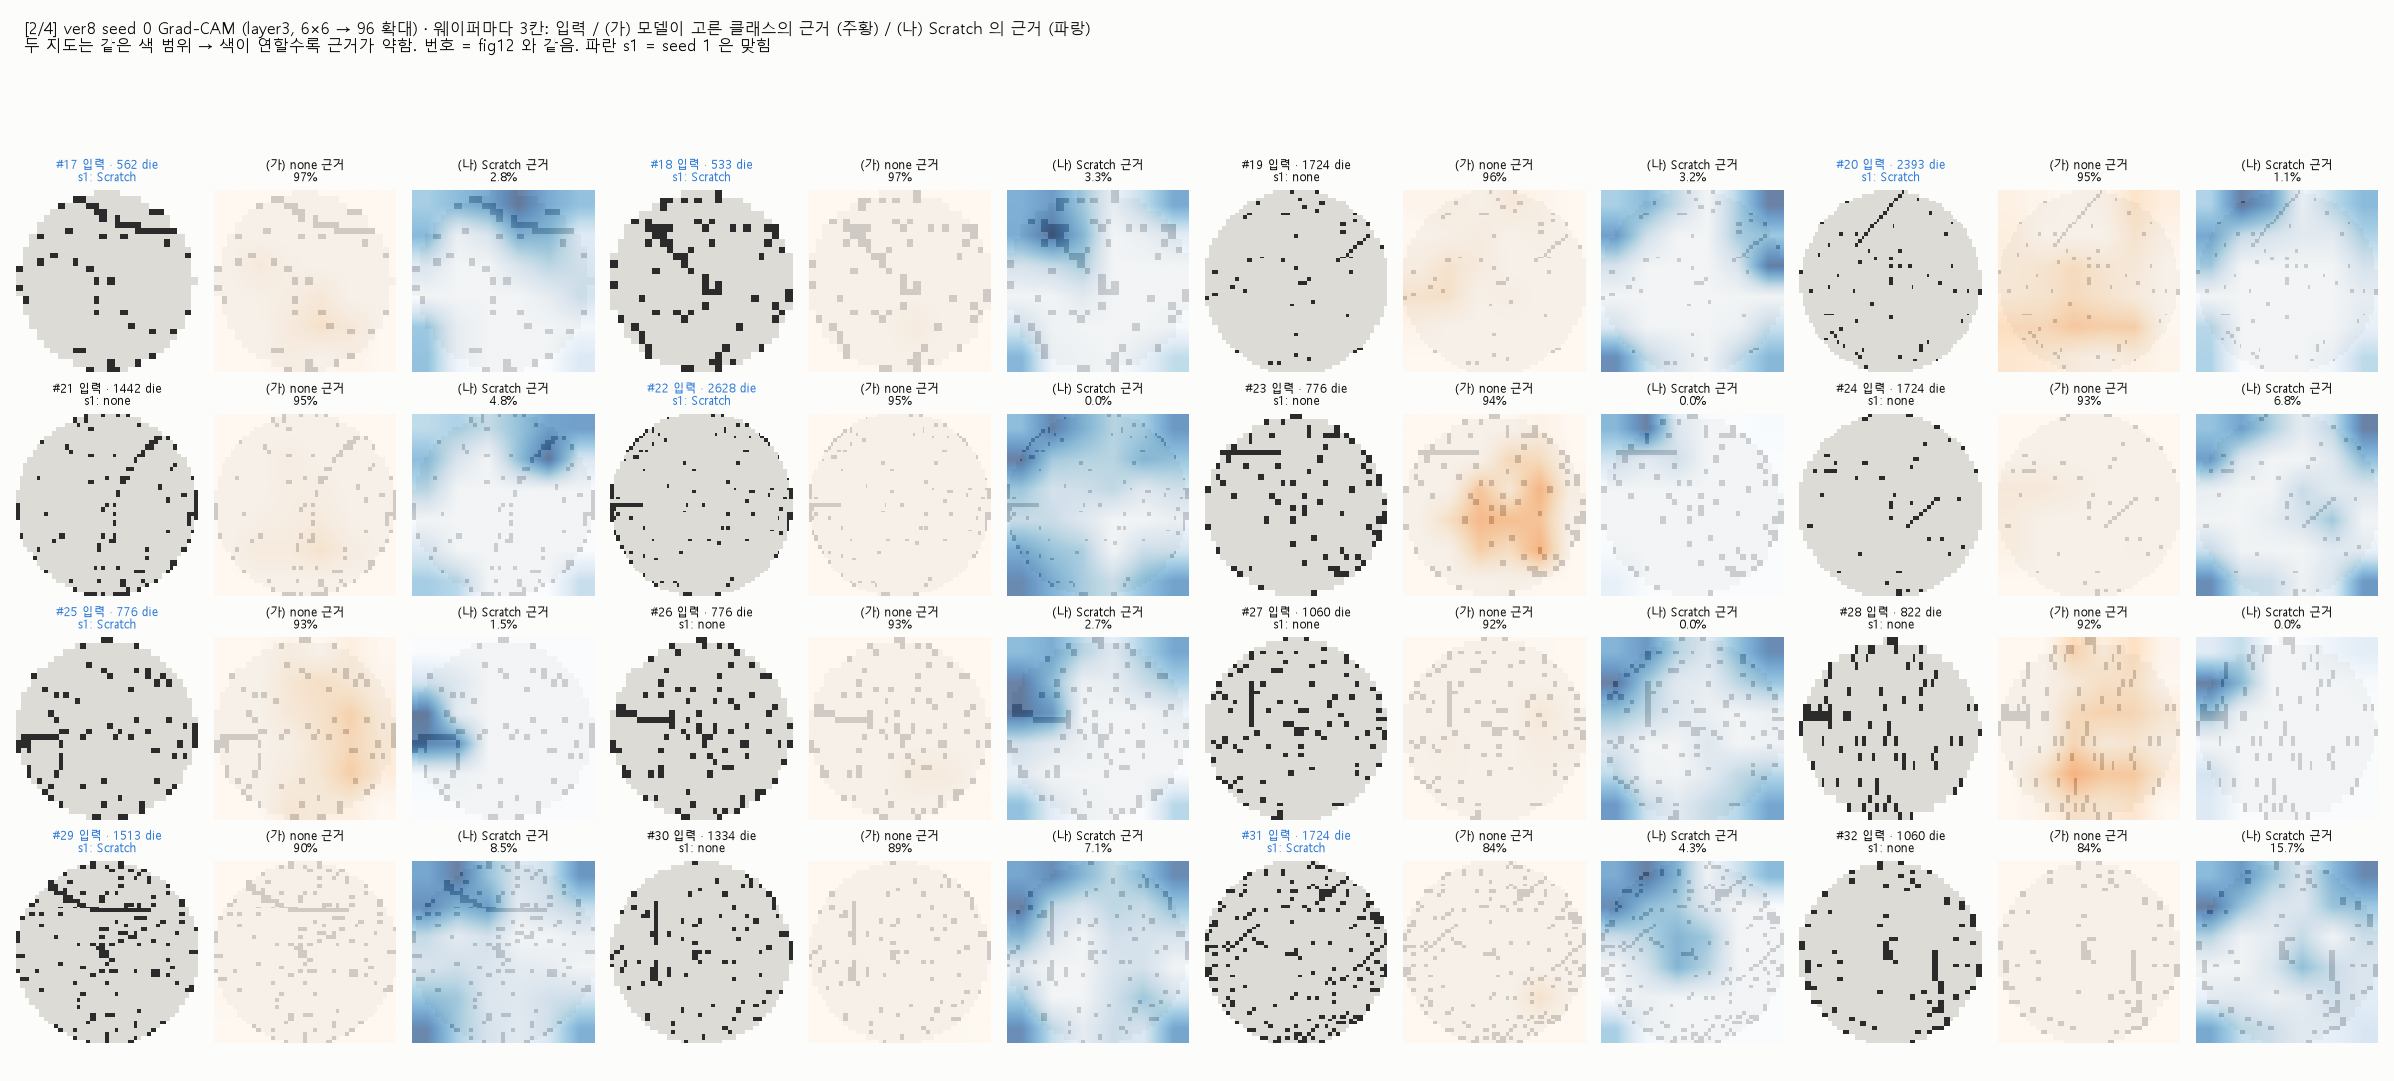 [2/4] ver8 seed 0 Grad-CAM (layer3, 6×6 → 96 확대) · 웨이퍼마다 3칸: 입력 / (가) 모델이 고른 클래스의 근거 (주황) / (나) Scratch 의 근거 (파랑)
두 지도는 같은 색 범위 → 색이 연할수록 근거가 약함. 번호 = fig12 와 같음. 파란 s1 = seed 1 은 맞힘
#17 입력 · 562 die
s1: Scratch
(가) none 근거
97%
(나) Scratch 근거
2.8%
#18 입력 · 533 die
s1: Scratch
(가) none 근거
97%
(나) Scratch 근거
3.3%
#19 입력 · 1724 die
s1: none
(가) none 근거
96%
(나) Scratch 근거
3.2%
#20 입력 · 2393 die
s1: Scratch
(가) none 근거
95%
(나) Scratch 근거
1.1%
#21 입력 · 1442 die
s1: none
(가) none 근거
95%
(나) Scratch 근거
4.8%
#22 입력 · 2628 die
s1: Scratch
(가) none 근거
95%
(나) Scratch 근거
0.0%
#23 입력 · 776 die
s1: none
(가) none 근거
94%
(나) Scratch 근거
0.0%
#24 입력 · 1724 die
s1: none
(가) none 근거
93%
(나) Scratch 근거
6.8%
#25 입력 · 776 die
s1: Scratch
(가) none 근거
93%
(나) Scratch 근거
1.5%
#26 입력 · 776 die
s1: none
(가) none 근거
93%
(나) Scratch 근거
2.7%
#27 입력 · 1060 die
s1: none
(가) none 근거
92%
(나) Scratch 근거
0.0%
#28 입력 · 822 die
s1: none
(가) none 근거
92%
(나) Scratch 근거
0.0%
#29 입력 · 1513 die
s1: Scratch
(가) none 근거
90%
(나) Scratch 근거
8.5%
#30 입력 · 1334 die
s1: none
(가) none 근거
89%
(나) Scratch 근거
7.1%
#31 입력 · 1724 die
s1: Scratch
(가) none 근거
84%
(나) Scratch 근거
4.3%
#32 입력 · 1060 die
s1: none
(가) none 근거
84%
(나) Scratch 근거
15.7%